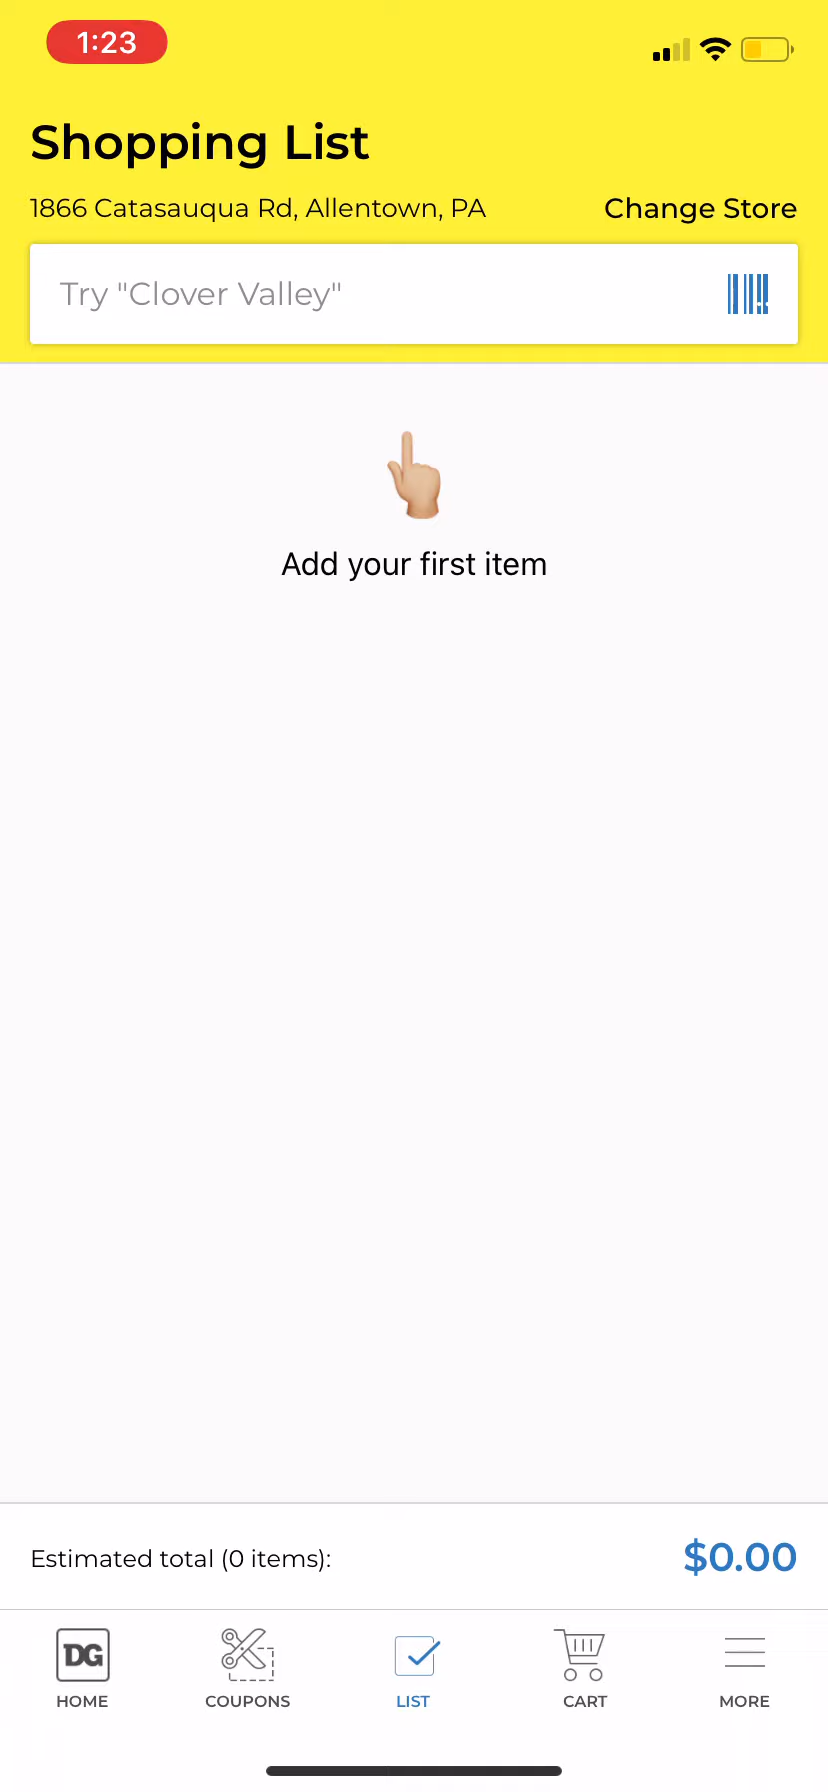 1:23
Shopping List
1866 Catasauqua Rd, Allentown, PA Change Store
Try "Clover Valley"
Add your first item
Estimated total (0 items): $0.00
DG
HOME COUPONS LIST CART MORE